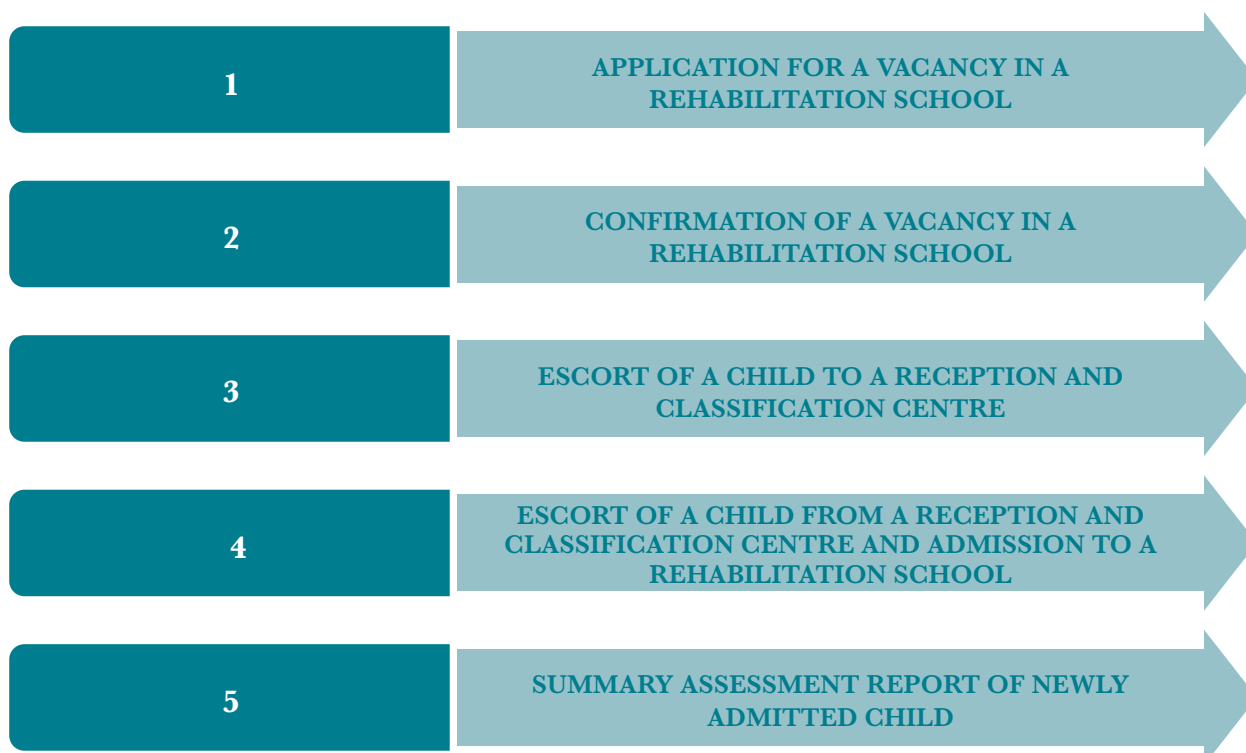 1
APPLICATION FOR A VACANCY IN A
REHABILITATION SCHOOL
2
CONFIRMATION OF A VACANCY IN A
REHABILITATION SCHOOL
3
ESCORT OF A CHILD TO A RECEPTION AND
CLASSIFICATION CENTRE
4
ESCORT OF A CHILD FROM A RECEPTION AND
CLASSIFICATION CENTRE AND ADMISSION TO A
REHABILITATION SCHOOL
5
SUMMARY ASSESSMENT REPORT OF NEWLY
ADMITTED CHILD